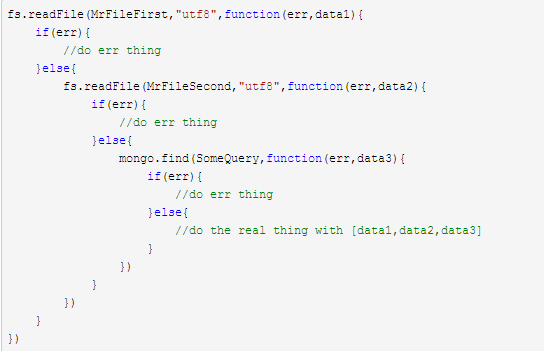 fs.readFile(MrFileFirst,"utf8",function(err,data1){
    if(err){
        //do err thing
    }else{
        fs.readFile(MrFileSecond,"utf8",function(err,data2){
            if(err){
                //do err thing
            }else{
                mongo.find(SomeQuery,function(err,data3){
                    if(err){
                        //do err thing
                    }else{
                        //do the real thing with [data1,data2,data3]
                    }
                })
            }
        })
    }
})